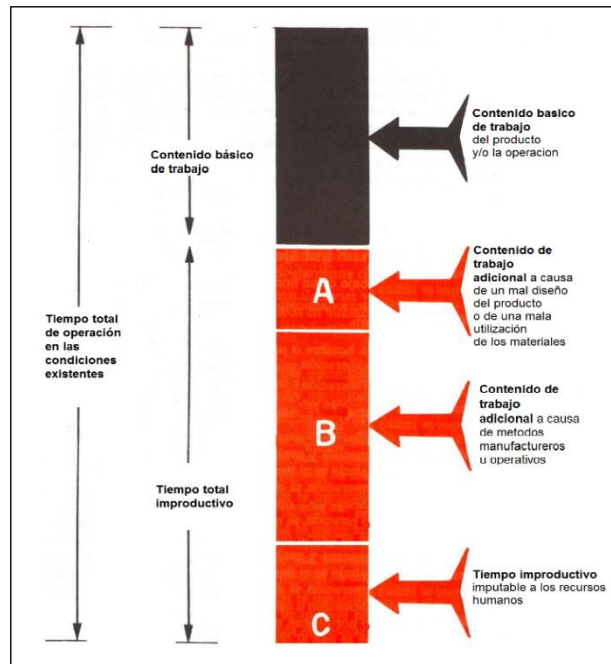 Contenido basico
de trabajo
del producto
y/o la operacion
Contenido básico
de trabajo
Contenido de
trabajo
adicional a causa
de un mal diseño
del producto
o de una mala
utilización
de los materiales
A
Tiempo total
de operación
en las
condiciones
existentes
Contenido de
trabajo
adicional a causa
de metodos
manufactureros
u operativos
B
Tiempo total
improductivo
Tiempo improductivo
imputable a los recursos
humanos
C